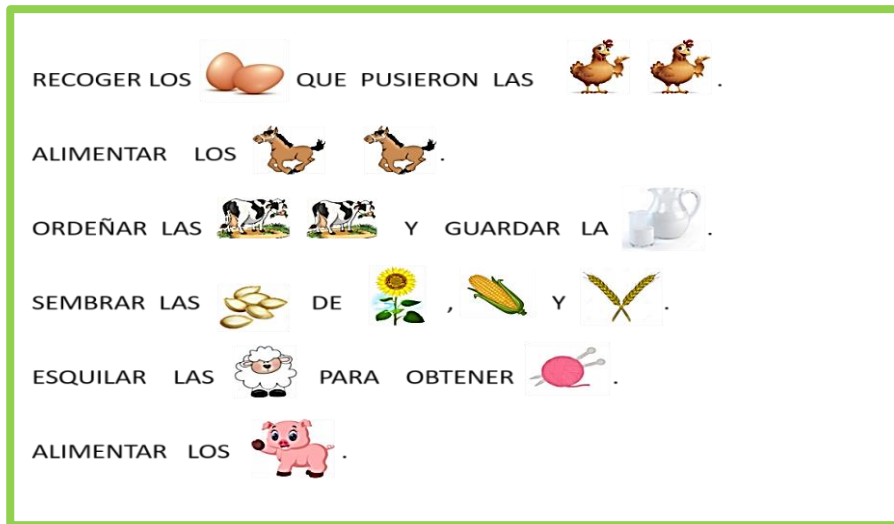 RECOGER LOS QUE PUSIERON LAS .
ALIMENTAR LOS .
ORDEÑAR LAS Y GUARDAR LA .
SEMBRAR LAS DE , Y .
ESQUILAR LAS PARA OBTENER .
ALIMENTAR LOS .